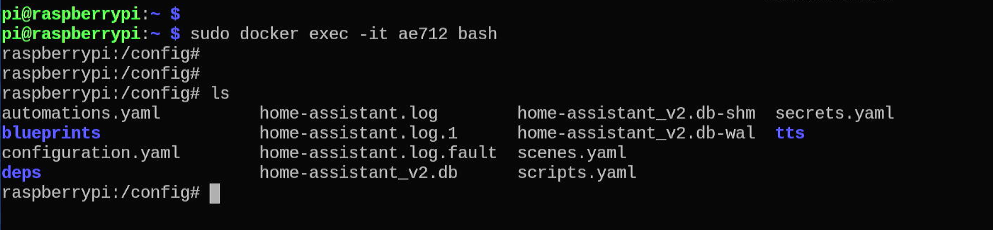 pi@raspberrypi:~ $
pi@raspberrypi:~ $ sudo docker exec -it ae712 bash
raspberrypi:/config#
raspberrypi:/config#
raspberrypi:/config# ls
automations.yaml home-assistant.log home-assistant_v2.db-shm secrets.yaml
blueprints home-assistant.log.1 home-assistant_v2.db-wal tts
configuration.yaml home-assistant.log.fault scenes.yaml
deps home-assistant_v2.db scripts.yaml
raspberrypi:/config#